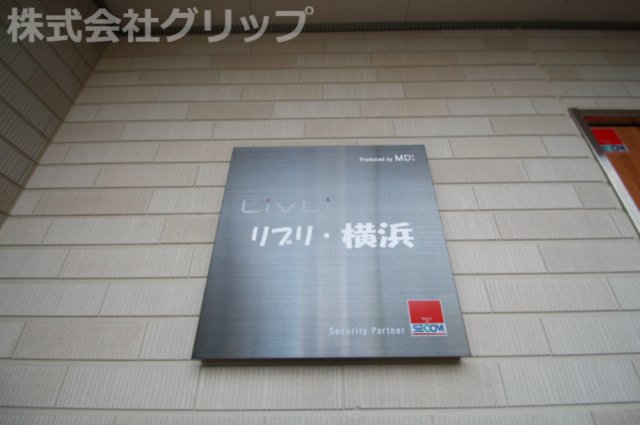 株式会社グリップ
Produced by MDI
LivLi
リブリ・横浜
Security Partner
SECOM
SECOM